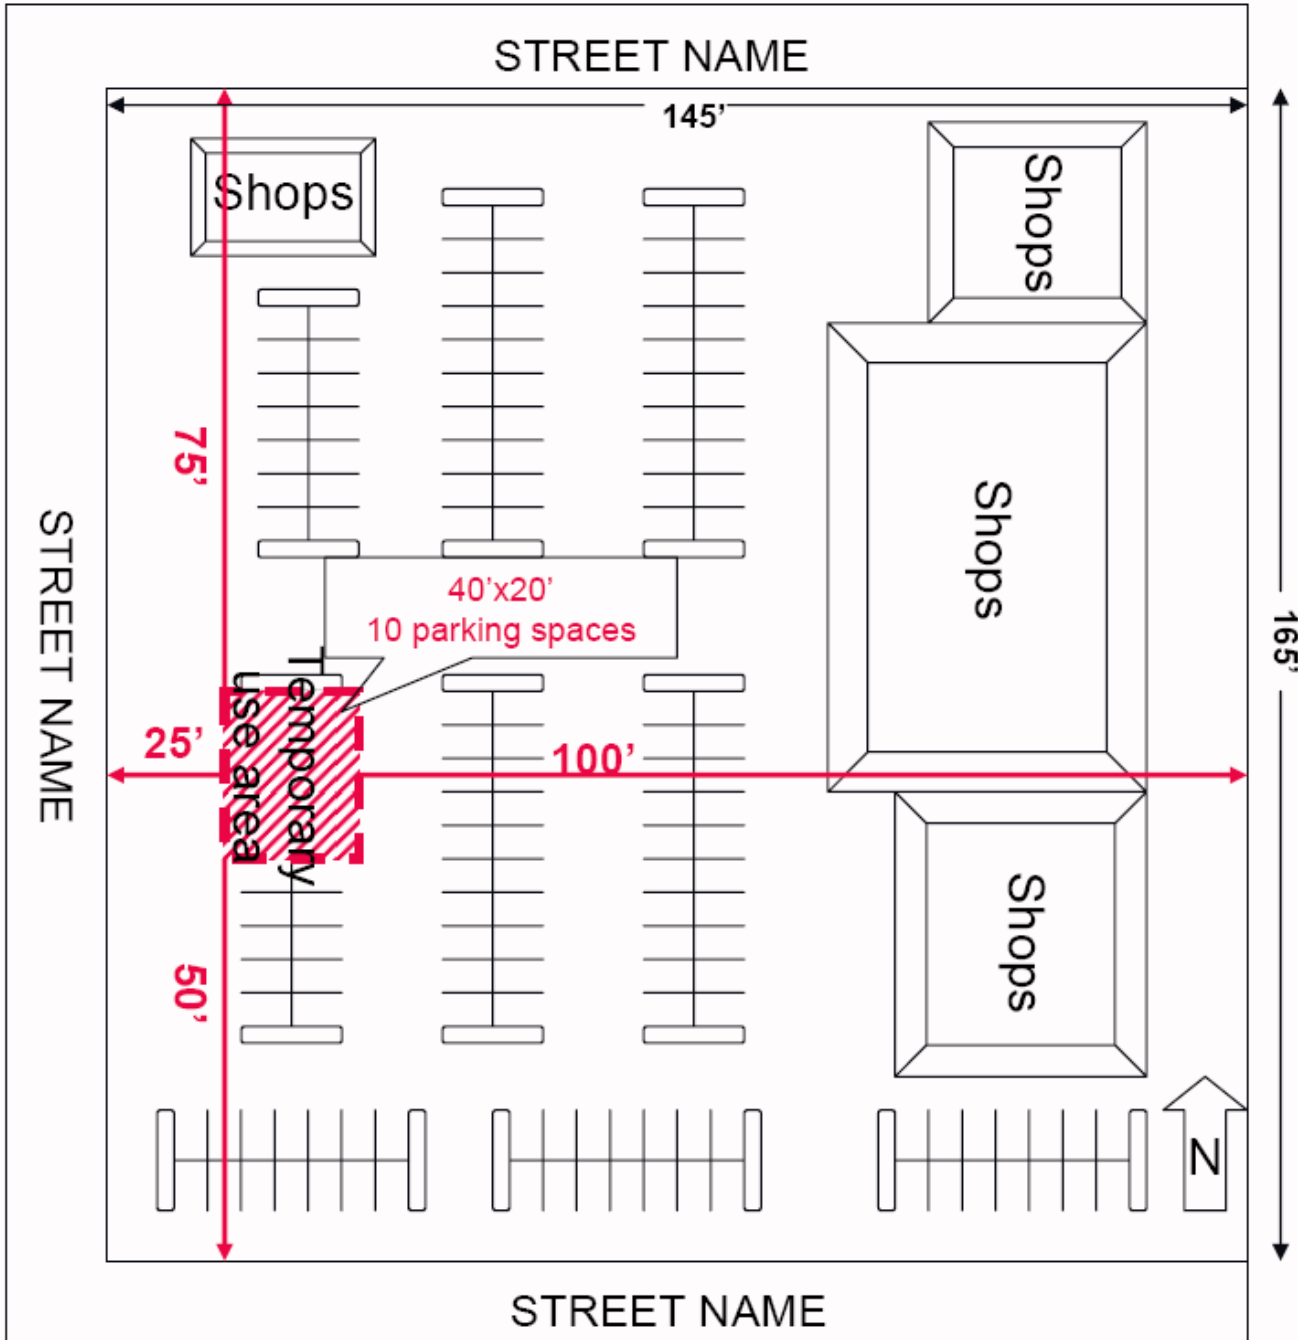 STREET NAME
145’
Shops
Shops
75’
STREET NAME
Shops
40’x20’
10 parking spaces
165’
Temporary
use area
25’
100’
Shops
50’
N
STREET NAME